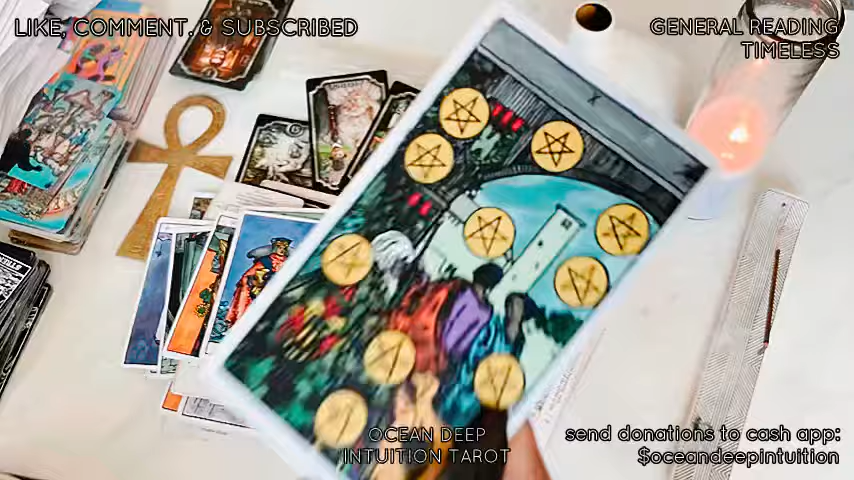 LIKE, COMMENT, & SUBSCRIBED
GENERAL READING
TIMELESS
X
OCEAN DEEP
INTUITION TAROT
send donations to cash app:
$oceandeepintuition